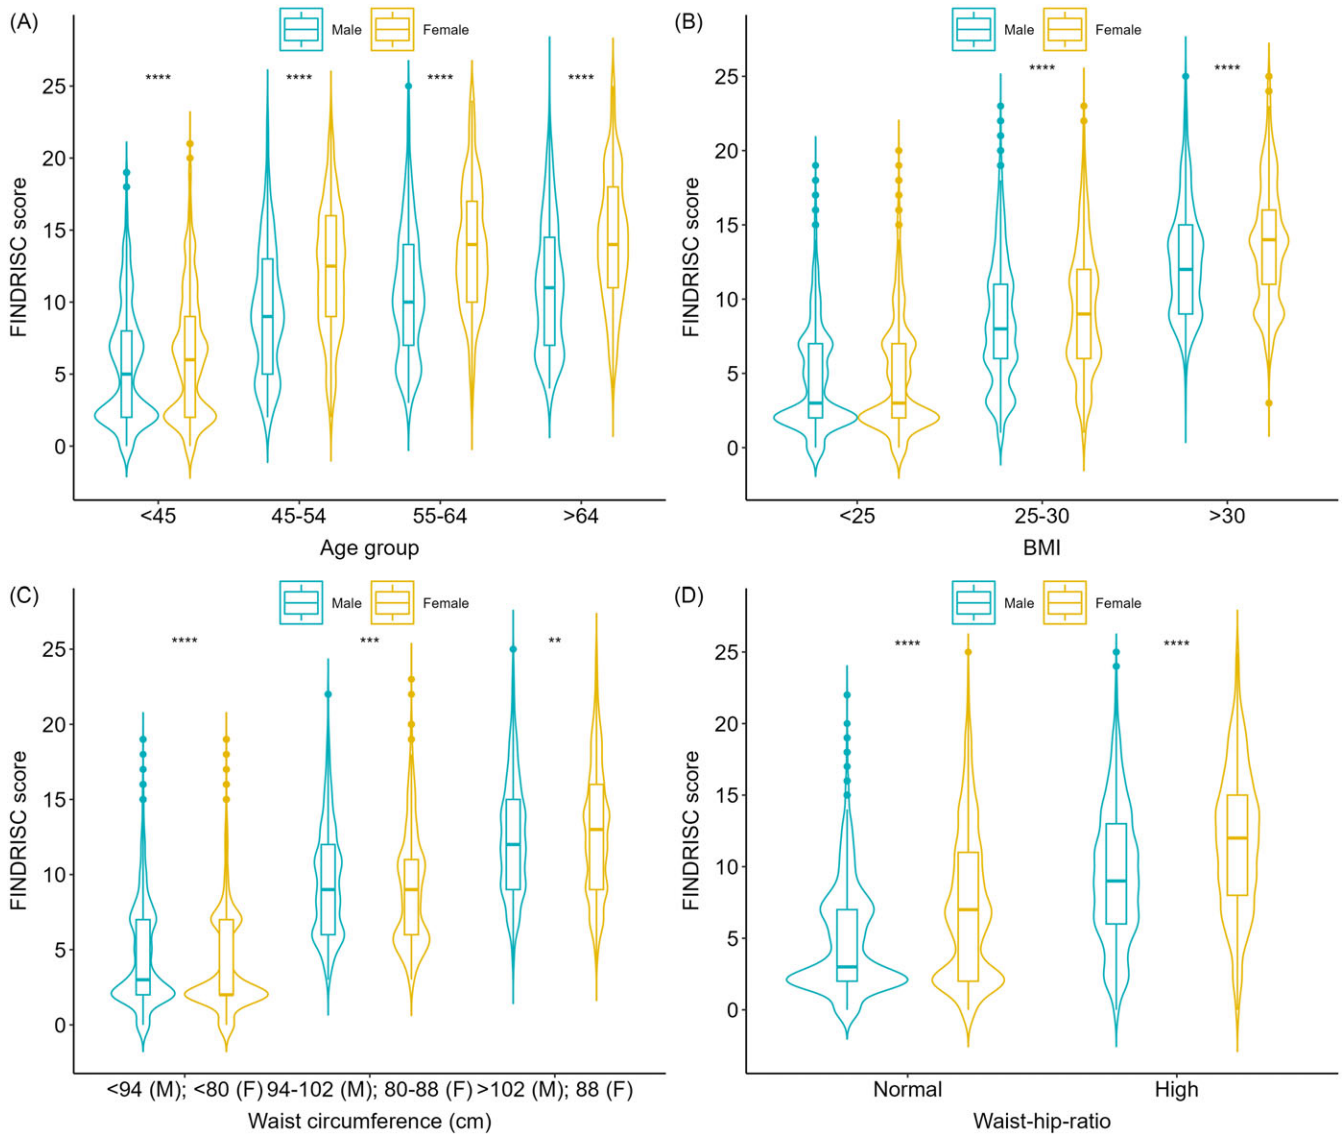 (A)
Male
Female
****
****
****
****
25
20
15
10
5
0
FINDRISC score
<45
45-54
55-64
>64
Age group
(B)
Male
Female
****
****
25
20
15
10
5
0
FINDRISC score
<25
25-30
>30
BMI
(C)
Male
Female
****
***
**
25
20
15
10
5
0
FINDRISC score
<94 (M); <80 (F)
94-102 (M); 80-88 (F)
>102 (M); 88 (F)
Waist circumference (cm)
(D)
Male
Female
****
****
25
20
15
10
5
0
FINDRISC score
Normal
High
Waist-hip-ratio